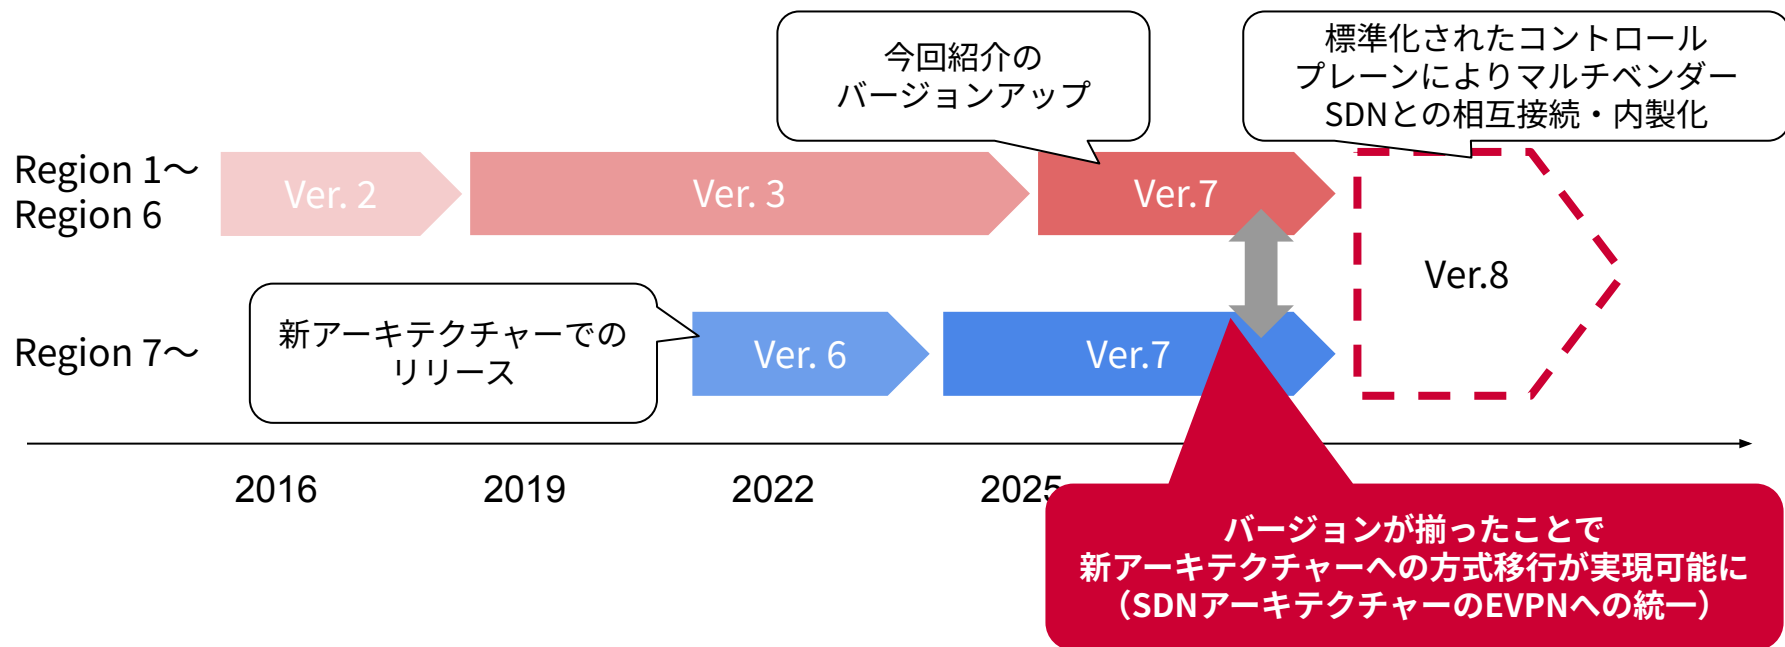 今回紹介の
バージョンアップ
標準化されたコントロール
プレーンによりマルチベンダー
SDNとの相互接続・内製化
Region 1～
Region 6
Ver. 2
Ver. 3
Ver.7
Ver.8
新アーキテクチャーでの
リリース
Region 7～
Ver. 6
Ver.7
2016
2019
2022
2025
バージョンが揃ったことで
新アーキテクチャーへの方式移行が実現可能に
（SDNアーキテクチャーのEVPNへの統一）